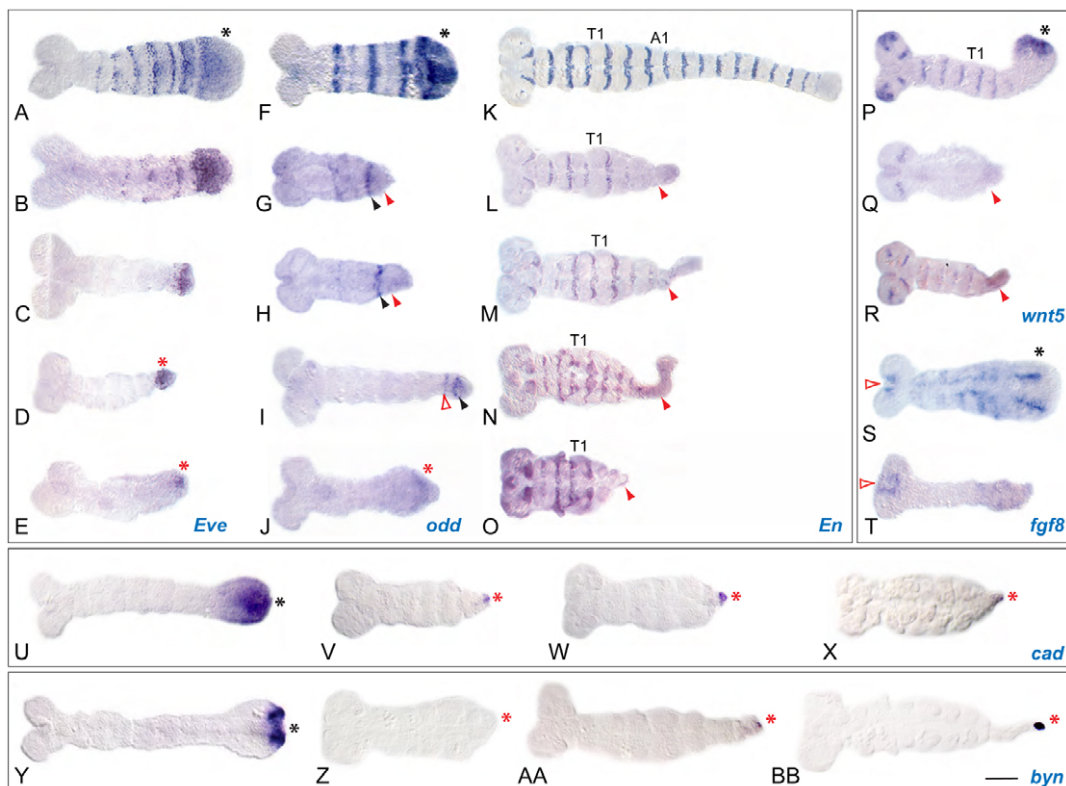 * * T1 A1 *
A F K T1 P
T1
B G L Q
T1
C H M R wnt5
* T1 *
D I N S
* * T1
E Eve J odd O En T fgf8
* * * *
U V W X cad
* * * *
Y Z AA BB byn